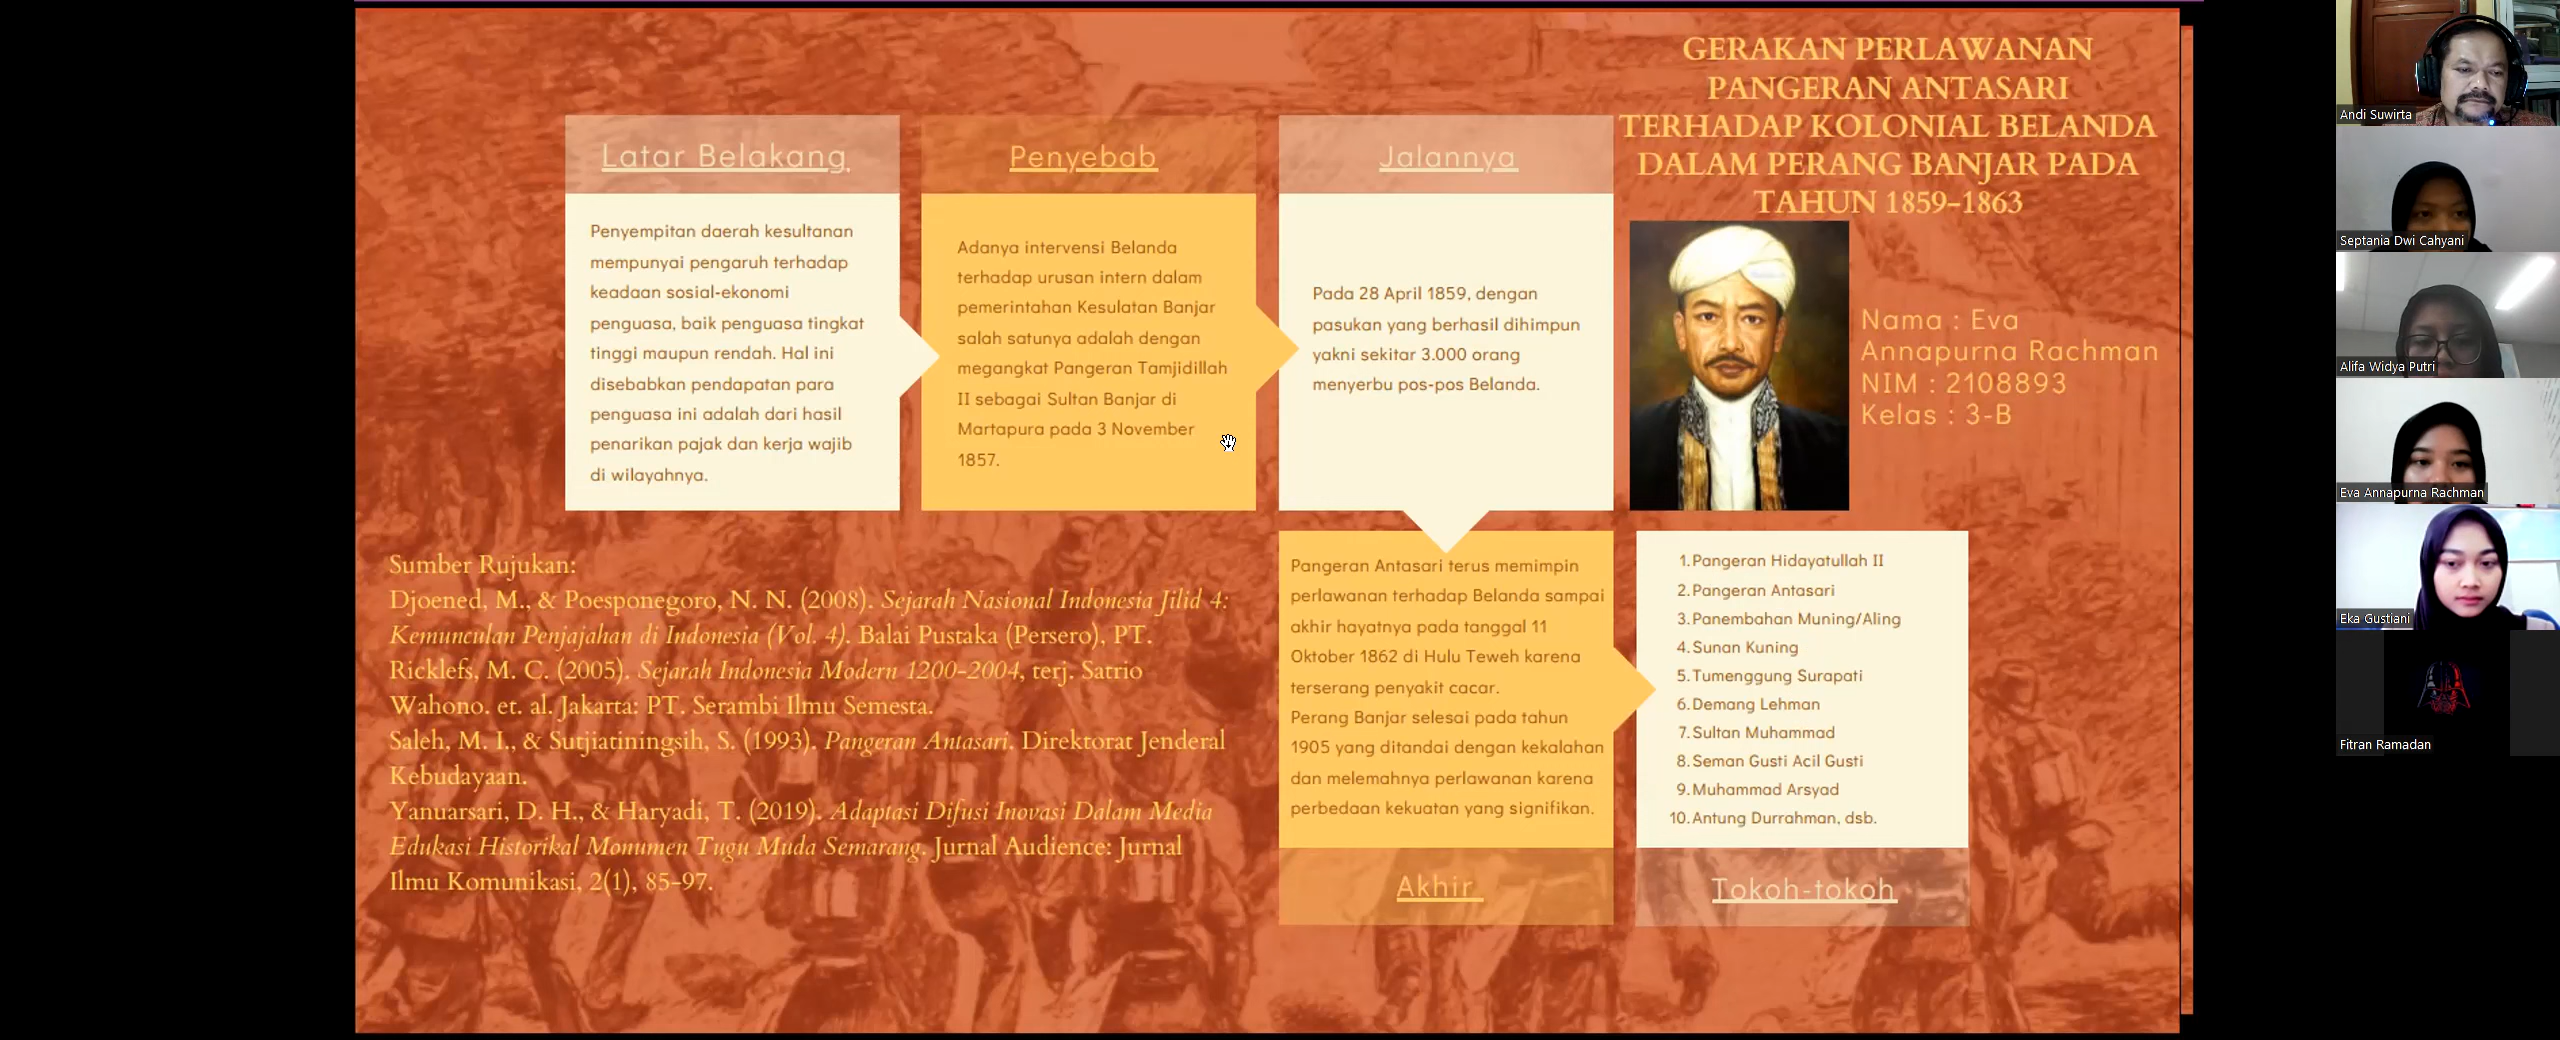 GERAKAN PERLAWANAN
PANGERAN ANTASARI
TERHADAP KOLONIAL BELANDA
DALAM PERANG BANJAR PADA
TAHUN 1859-1863
Nama : Eva
Annapurna Rachman
NIM : 2108893
Kelas : 3-B
Latar Belakang
Penyempitan daerah kesultanan
mempunyai pengaruh terhadap
keadaan sosial-ekonomi
penguasa, baik penguasa tingkat
tinggi maupun rendah. Hal ini
disebabkan pendapatan para
penguasa ini adalah dari hasil
penarikan pajak dan kerja wajib
di wilayahnya.
Penyebab
Adanya intervensi Belanda
terhadap urusan intern dalam
pemerintahan Kesulatan Banjar
salah satunya adalah dengan
megangkat Pangeran Tamjidillah
II sebagai Sultan Banjar di
Martapura pada 3 November
1857.
Jalannya
Pada 28 April 1859, dengan
pasukan yang berhasil dihimpun
yakni sekitar 3.000 orang
menyerbu pos-pos Belanda.
Pangeran Antasari terus memimpin
perlawanan terhadap Belanda sampai
akhir hayatnya pada tanggal 11
Oktober 1862 di Hulu Teweh karena
terserang penyakit cacar.
Perang Banjar selesai pada tahun
1905 yang ditandai dengan kekalahan
dan melemahnya perlawanan karena
perbedaan kekuatan yang signifikan.
Akhir
1. Pangeran Hidayatullah II
2. Pangeran Antasari
3. Panembahan Muning/Aling
4. Sunan Kuning
5. Tumenggung Surapati
6. Demang Lehman
7. Sultan Muhammad
8. Seman Gusti Acil Gusti
9. Muhammad Arsyad
10. Antung Durrahman, dsb.
Tokoh-tokoh
Sumber Rujukan:
Djoened, M., & Poesponegoro, N. N. (2008). Sejarah Nasional Indonesia Jilid 4:
Kemunculan Penjajahan di Indonesia (Vol. 4). Balai Pustaka (Persero), PT.
Ricklefs, M. C. (2005). Sejarah Indonesia Modern 1200-2004, terj. Satrio
Wahono. et. al. Jakarta: PT. Serambi Ilmu Semesta.
Saleh, M. I., & Sutjiatiningsih, S. (1993). Pangeran Antasari. Direktorat Jenderal
Kebudayaan.
Yanuarsari, D. H., & Haryadi, T. (2019). Adaptasi Difusi Inovasi Dalam Media
Edukasi Historikal Monumen Tugu Muda Semarang. Jurnal Audience: Jurnal
Ilmu Komunikasi, 2(1), 85-97.
Andi Suwirta
Septania Dwi Cahyani
Alifa Widya Putri
Eva Annapurna Rachman
Eka Gustiani
Fitran Ramadan